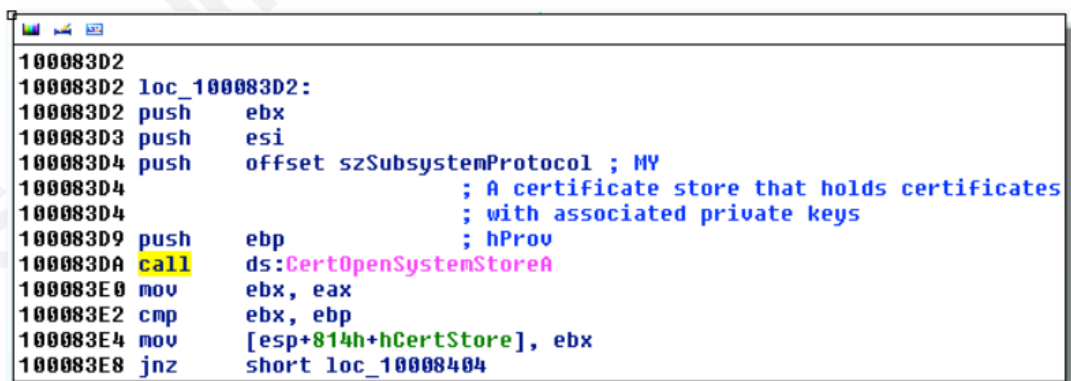 100083D2
100083D2 loc_100083D2:
100083D2 push ebx
100083D3 push esi
100083D4 push offset szSubsystemProtocol ; MY
100083D4 ; A certificate store that holds certificates
100083D4 ; with associated private keys
100083D9 push ebp ; hProv
100083DA call ds:CertOpenSystemStoreA
100083E0 mov ebx, eax
100083E2 cmp ebx, ebp
100083E4 mov [esp+814h+hCertStore], ebx
100083E8 jnz short loc_10008404